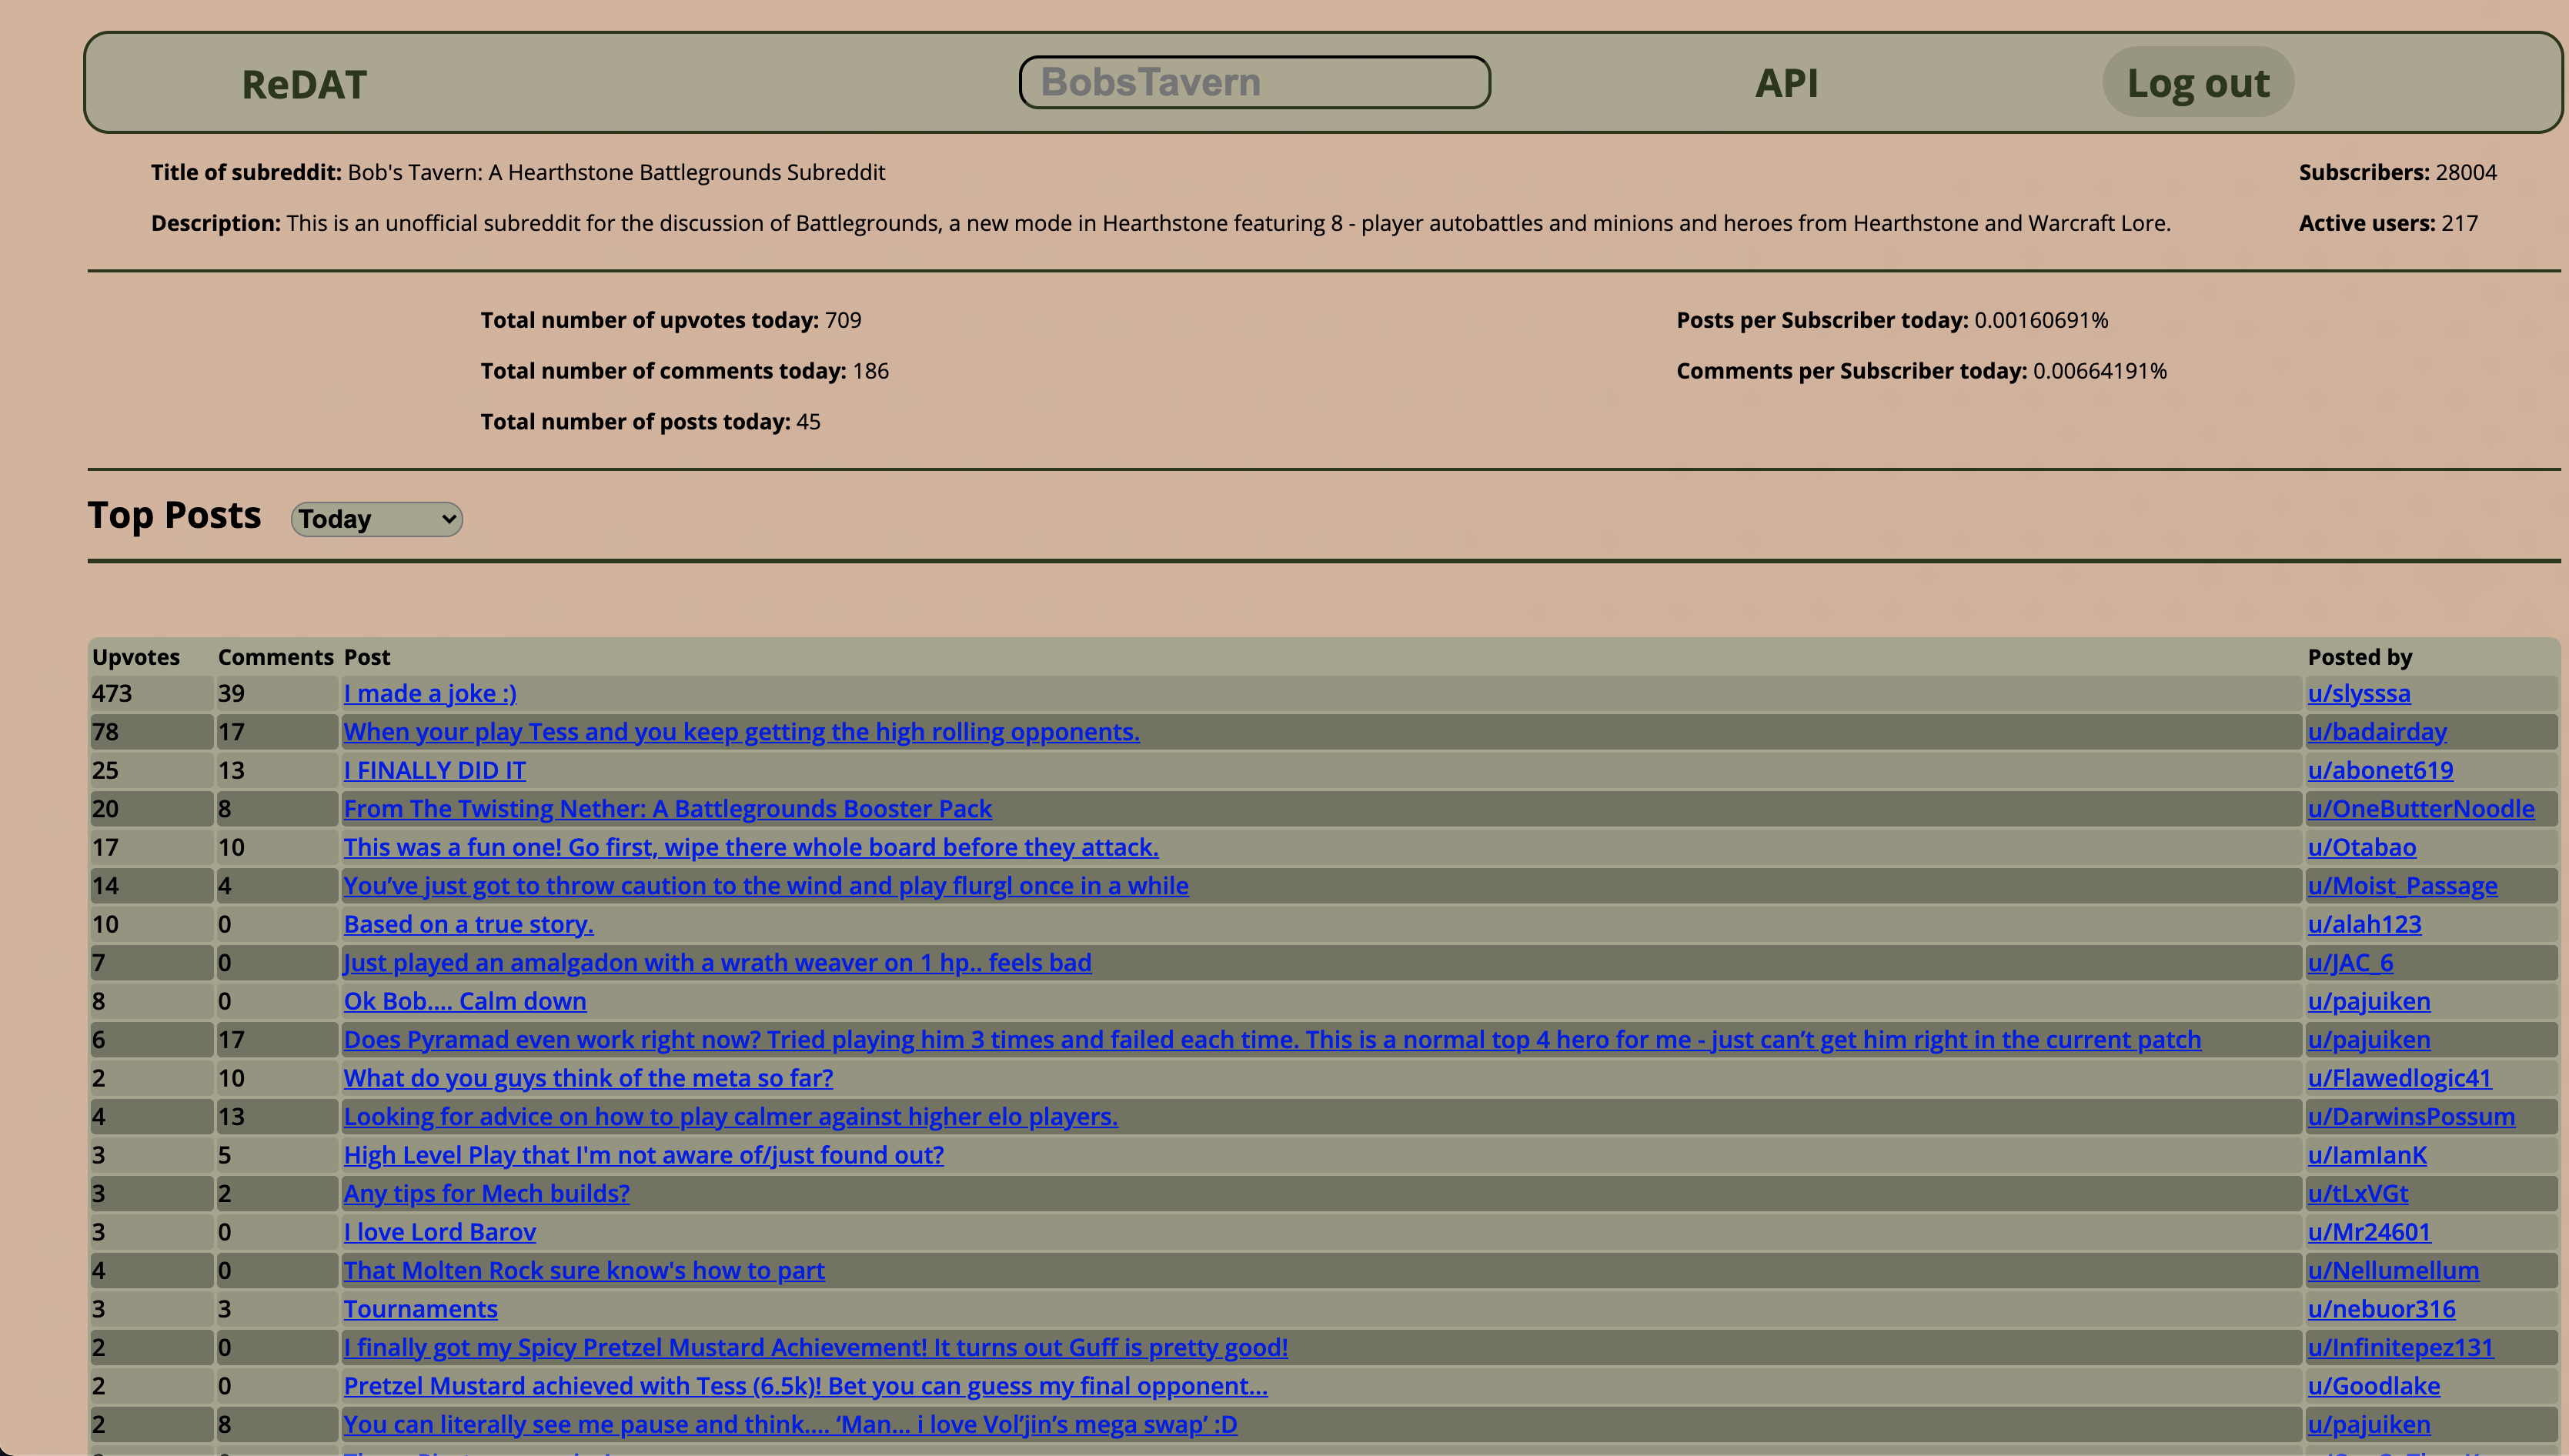 ReDAT BobsTavern API Log out
Title of subreddit: Bob's Tavern: A Hearthstone Battlegrounds Subreddit Subscribers: 28004
Description: This is an unofficial subreddit for the discussion of Battlegrounds, a new mode in Hearthstone featuring 8 - player autobattles and minions and heroes from Hearthstone and Warcraft Lore. Active users: 217
Total number of upvotes today: 709 Posts per Subscriber today: 0.00160691%
Total number of comments today: 186 Comments per Subscriber today: 0.00664191%
Total number of posts today: 45
Top Posts Today
Upvotes Comments Post Posted by
473 39 I made a joke :) u/slysssa
78 17 When your play Tess and you keep getting the high rolling opponents. u/badairday
25 13 I FINALLY DID IT u/abonet619
20 8 From The Twisting Nether: A Battlegrounds Booster Pack u/OneButterNoodle
17 10 This was a fun one! Go first, wipe there whole board before they attack. u/Otabao
14 4 You’ve just got to throw caution to the wind and play flurgl once in a while u/Moist_Passage
10 0 Based on a true story. u/alah123
7 0 Just played an amalgadon with a wrath weaver on 1 hp.. feels bad u/JAC_6
8 0 Ok Bob.... Calm down u/pajuiken
6 17 Does Pyramad even work right now? Tried playing him 3 times and failed each time. This is a normal top 4 hero for me - just can’t get him right in the current patch u/pajuiken
2 10 What do you guys think of the meta so far? u/Flawedlogic41
4 13 Looking for advice on how to play calmer against higher elo players. u/DarwinsPossum
3 5 High Level Play that I'm not aware of/just found out? u/IamIanK
3 2 Any tips for Mech builds? u/tLxVGt
3 0 I love Lord Barov u/Mr24601
4 0 That Molten Rock sure know's how to part u/Nellumellum
3 3 Tournaments u/nebuor316
2 0 I finally got my Spicy Pretzel Mustard Achievement! It turns out Guff is pretty good! u/Infinitepez131
2 0 Pretzel Mustard achieved with Tess (6.5k)! Bet you can guess my final opponent... u/Goodlake
2 8 You can literally see me pause and think.... ‘Man... i love Vol’jin’s mega swap’ :D u/pajuiken